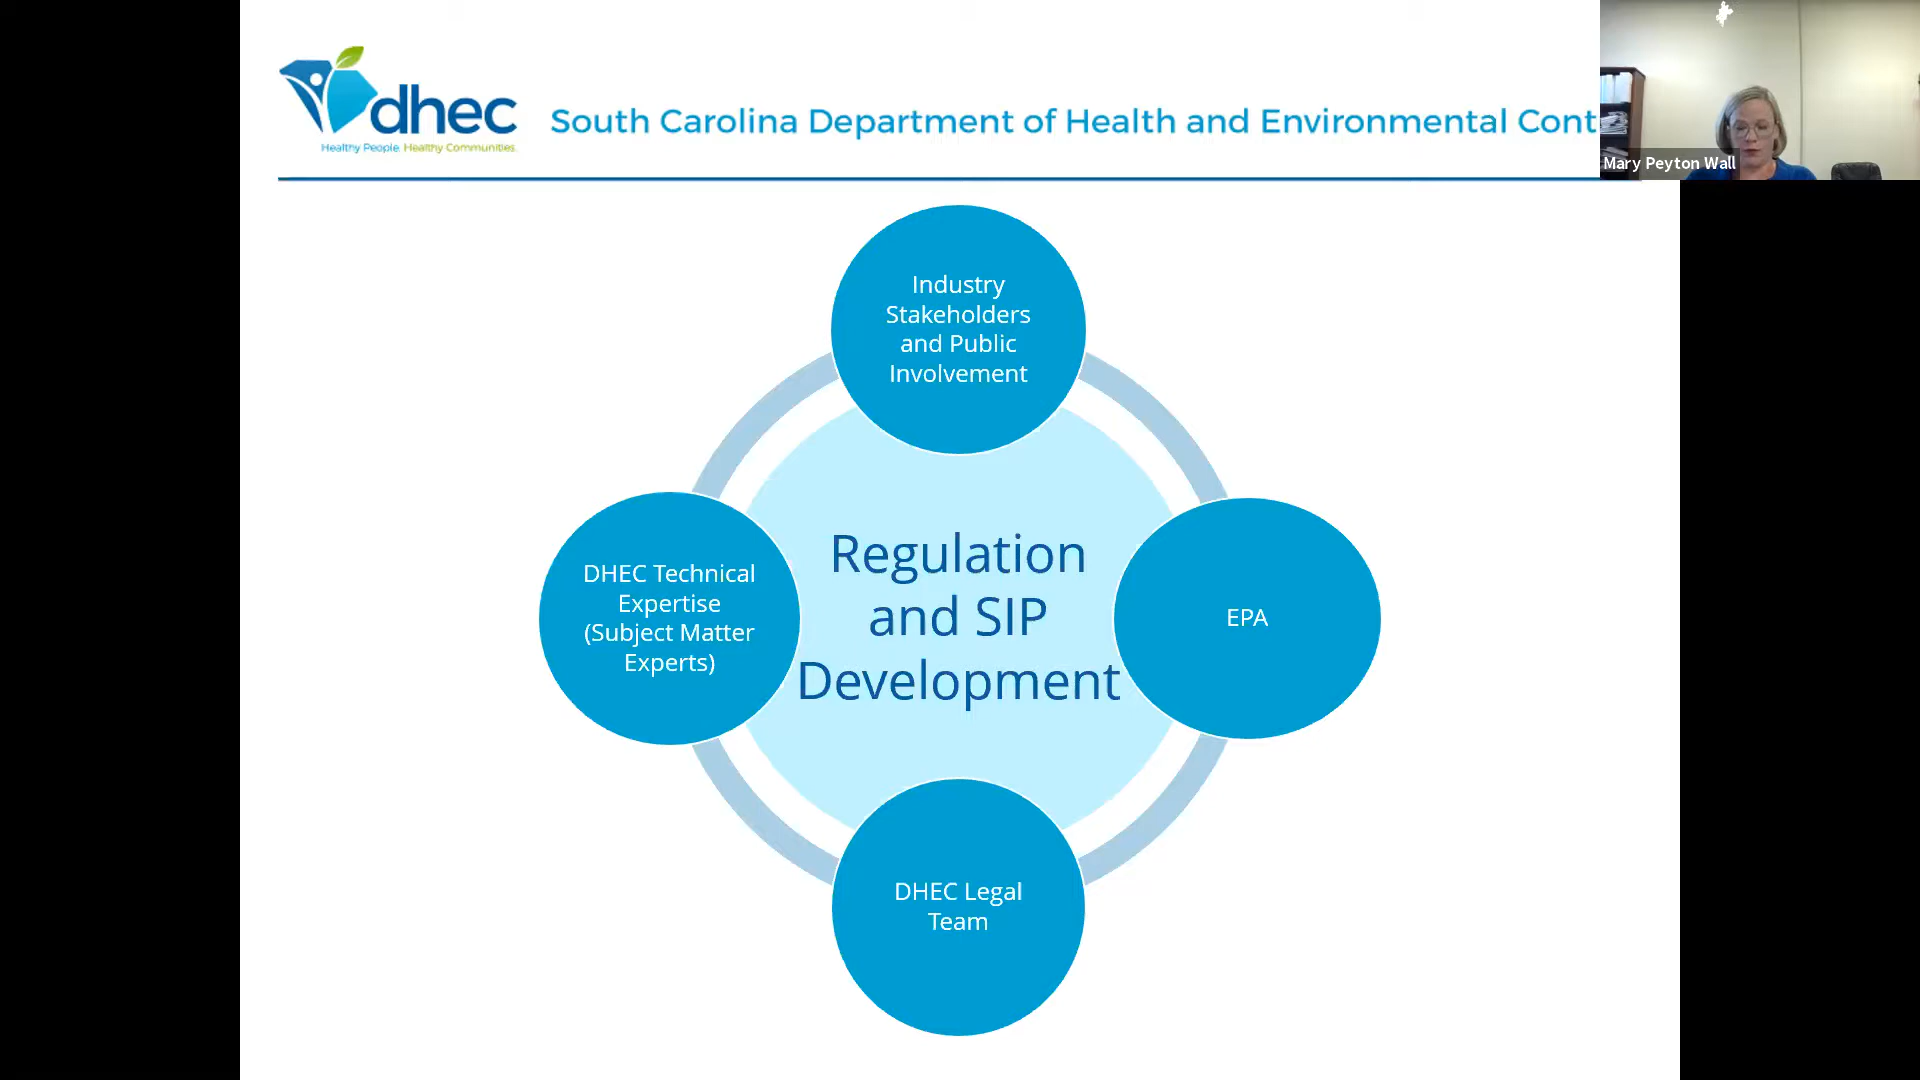 dhec
Healthy People. Healthy Communities.
South Carolina Department of Health and Environmental Cont
Mary Peyton Wall
Industry
Stakeholders
and Public
Involvement
DHEC Technical
Expertise
(Subject Matter
Experts)
Regulation
and SIP
Development
EPA
DHEC Legal
Team